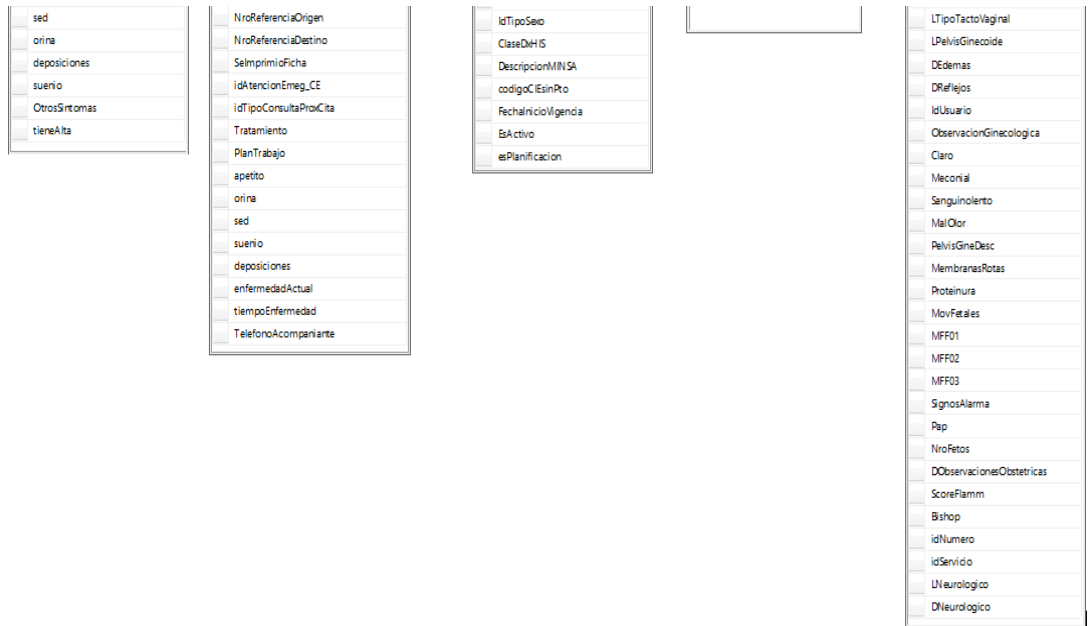 sed
orina
deposiciones
suenio
OtrosSintomas
tieneAlta
NroReferenciaOrigen
NroReferenciaDestino
SeImprimioFicha
idAtencionEmeg_CE
idTipoConsultaProxCita
Tratamiento
PlanTrabajo
apetito
orina
sed
suenio
deposiciones
enfermedadActual
tiempoEnfermedad
TelefonoAcompaniante
IdTipoSexo
ClaseDxHIS
DescripcionMINSA
codigoCIEsinPto
FechaInicioVigencia
EsActivo
esPlanificacion
LTipoTactoVaginal
LPelvisGinecoide
DEdemas
DReflejos
IdUsuario
ObservacionGinecologica
Claro
Meconial
Sanguinolento
MalOlor
PelvisGineDesc
MembranasRotas
Proteinura
MovFetales
MFF01
MFF02
MFF03
SignosAlarma
Pap
NroFetos
DObservacionesObstetricas
ScoreFlamm
Bishop
idNumero
idServicio
LNeurologico
DNeurologico